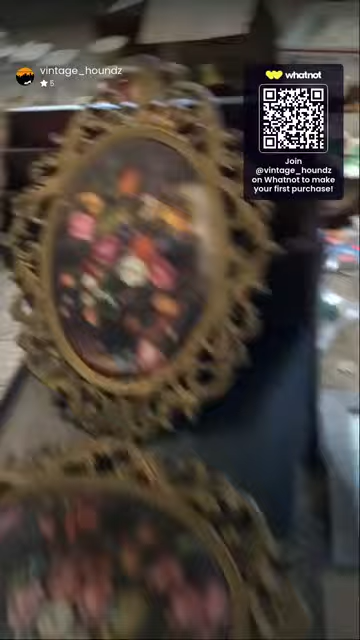 vintage_houndz
★ 5
whatnot
Join
@vintage_houndz
on Whatnot to make
your first purchase!